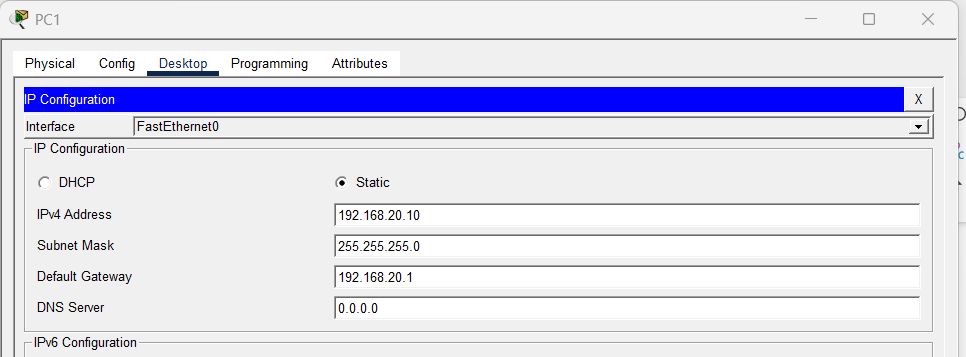 PC1
Physical Config Desktop Programming Attributes
IP Configuration X
Interface FastEthernet0
IP Configuration
DHCP Static
IPv4 Address 192.168.20.10
Subnet Mask 255.255.255.0
Default Gateway 192.168.20.1
DNS Server 0.0.0.0
IPv6 Configuration